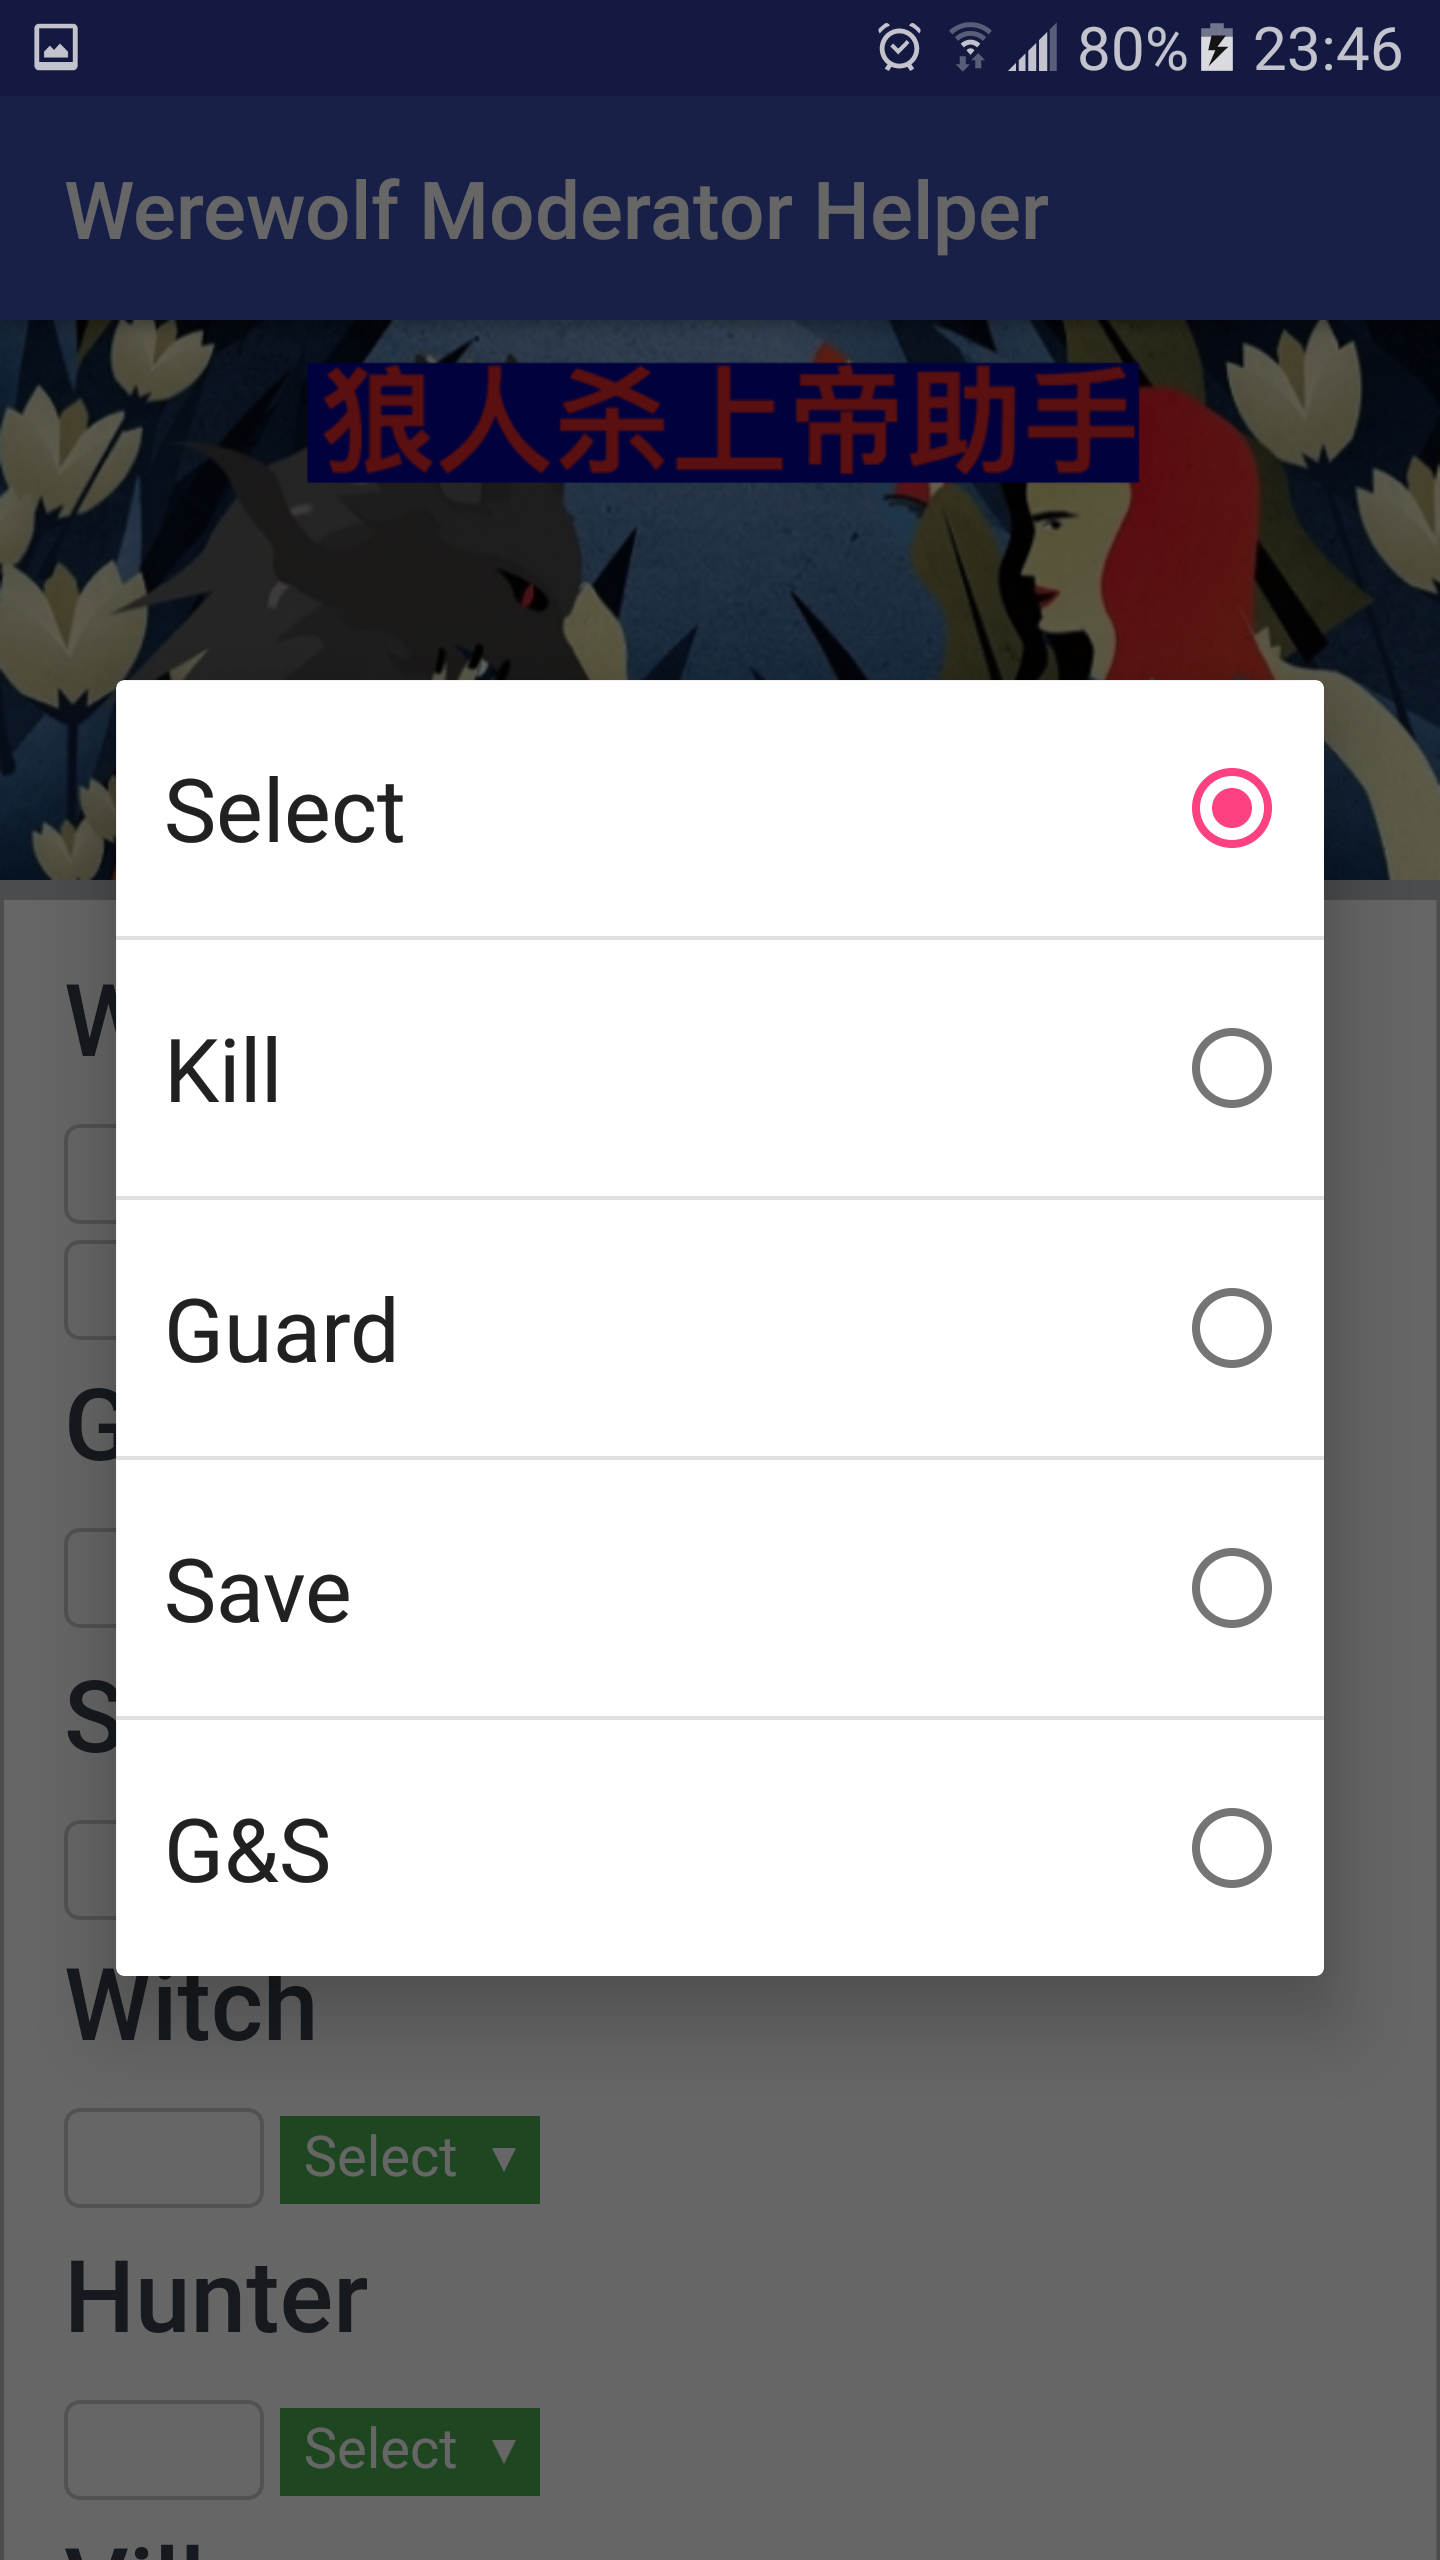 80% 23:46
Werewolf Moderator Helper
狼人杀上帝助手
Select
Kill
Guard
Save
G&S
Witch
Select ▼
Hunter
Select ▼